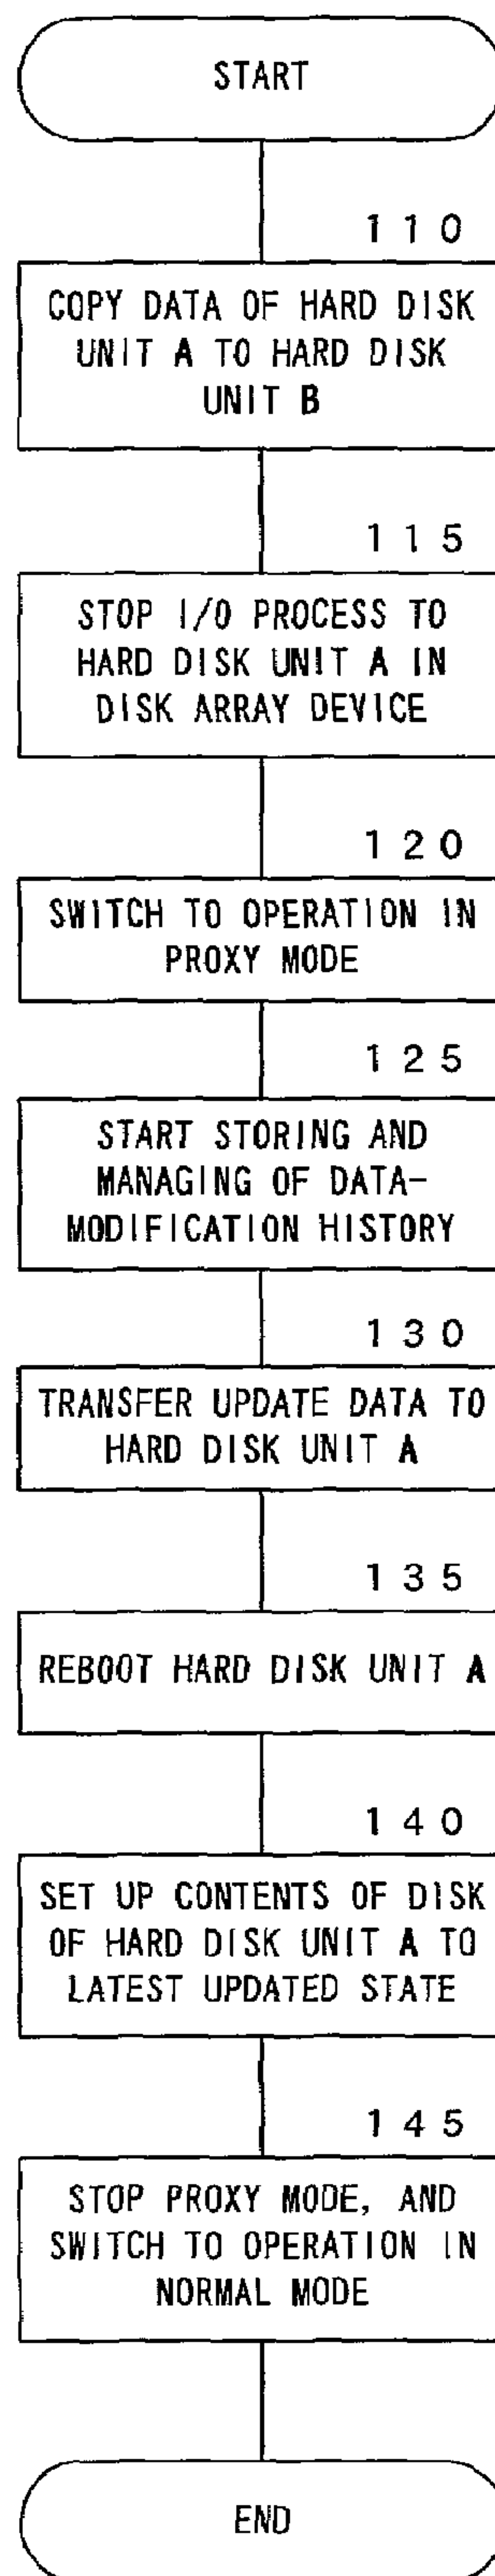 START
110
COPY DATA OF HARD DISK
UNIT A TO HARD DISK
UNIT B
115
STOP I/O PROCESS TO
HARD DISK UNIT A IN
DISK ARRAY DEVICE
120
SWITCH TO OPERATION IN
PROXY MODE
125
START STORING AND
MANAGING OF DATA-
MODIFICATION HISTORY
130
TRANSFER UPDATE DATA TO
HARD DISK UNIT A
135
REBOOT HARD DISK UNIT A
140
SET UP CONTENTS OF DISK
OF HARD DISK UNIT A TO
LATEST UPDATED STATE
145
STOP PROXY MODE, AND
SWITCH TO OPERATION IN
NORMAL MODE
END